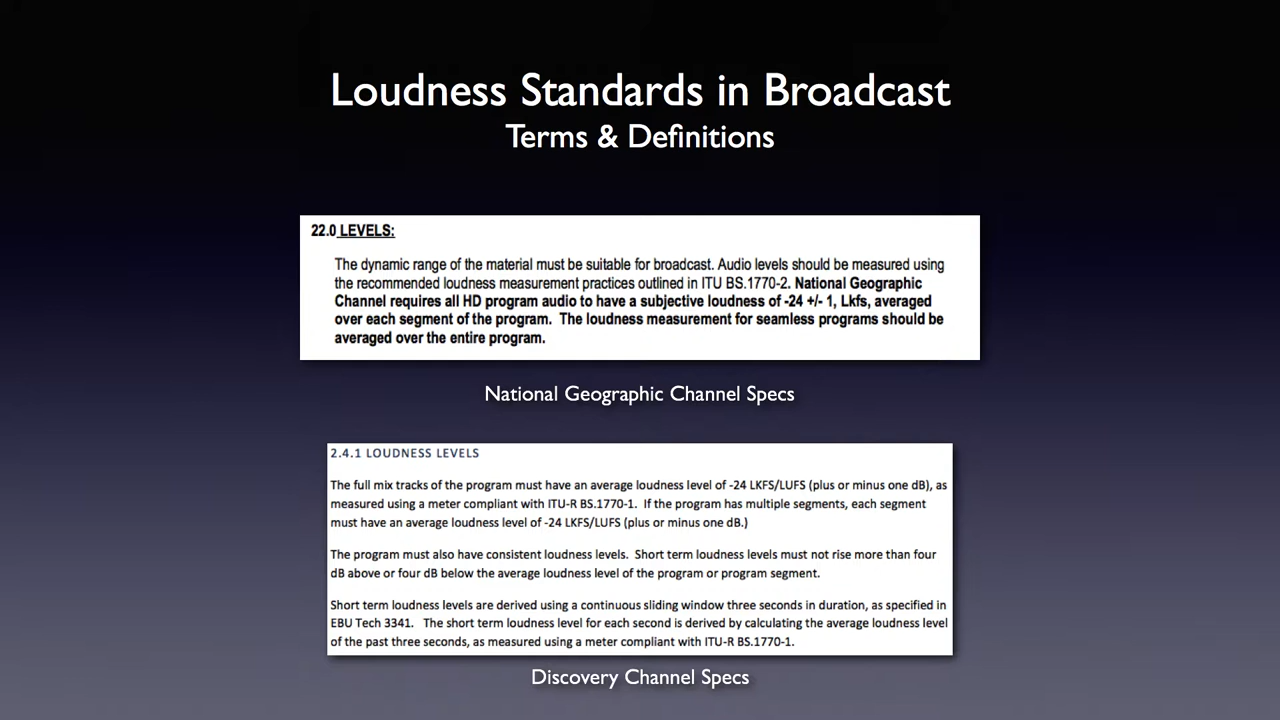 Loudness Standards in Broadcast
Terms & Definitions
22.0 LEVELS:
The dynamic range of the material must be suitable for broadcast. Audio levels should be measured using
the recommended loudness measurement practices outlined in ITU BS.1770-2. National Geographic
Channel requires all HD program audio to have a subjective loudness of -24 +/- 1, Lkfs, averaged
over each segment of the program.  The loudness measurement for seamless programs should be
averaged over the entire program.
National Geographic Channel Specs
2.4.1 LOUDNESS LEVELS
The full mix tracks of the program must have an average loudness level of -24 LKFS/LUFS (plus or minus one dB), as
measured using a meter compliant with ITU-R BS.1770-1.  If the program has multiple segments, each segment
must have an average loudness level of -24 LKFS/LUFS (plus or minus one dB.)
The program must also have consistent loudness levels.  Short term loudness levels must not rise more than four
dB above or four dB below the average loudness level of the program or program segment.
Short term loudness levels are derived using a continuous sliding window three seconds in duration, as specified in
EBU Tech 3341.   The short term loudness level for each second is derived by calculating the average loudness level
of the past three seconds, as measured using a meter compliant with ITU-R BS.1770-1.
Discovery Channel Specs